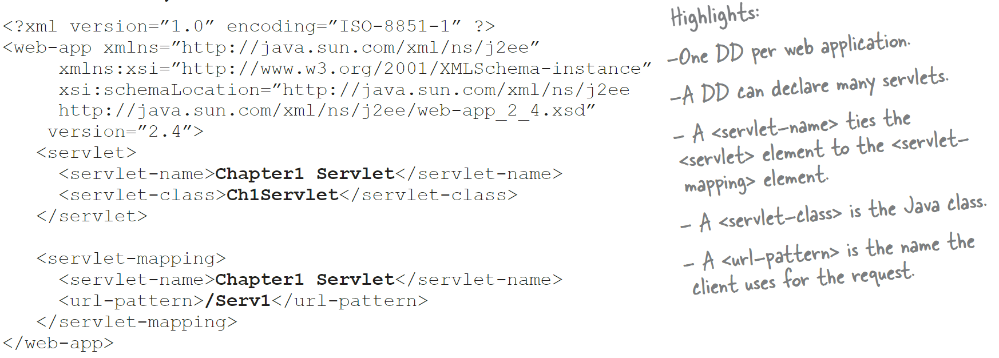 <?xml version=”1.0” encoding=”ISO-8851-1” ?>
<web-app xmlns=”http://java.sun.com/xml/ns/j2ee”
xmlns:xsi=”http://www.w3.org/2001/XMLSchema-instance”
xsi:schemaLocation=”http://java.sun.com/xml/ns/j2ee
http://java.sun.com/xml/ns/j2ee/web-app_2_4.xsd”
version=”2.4”>
<servlet>
<servlet-name>Chapter1 Servlet</servlet-name>
<servlet-class>Ch1Servlet</servlet-class>
</servlet>
<servlet-mapping>
<servlet-name>Chapter1 Servlet</servlet-name>
<url-pattern>/Serv1</url-pattern>
</servlet-mapping>
</web-app>
Highlights:
-One DD per web application.
-A DD can declare many servlets.
- A <servlet-name> ties the
<servlet> element to the <servlet-
mapping> element.
- A <servlet-class> is the Java class.
- A <url-pattern> is the name the
client uses for the request.